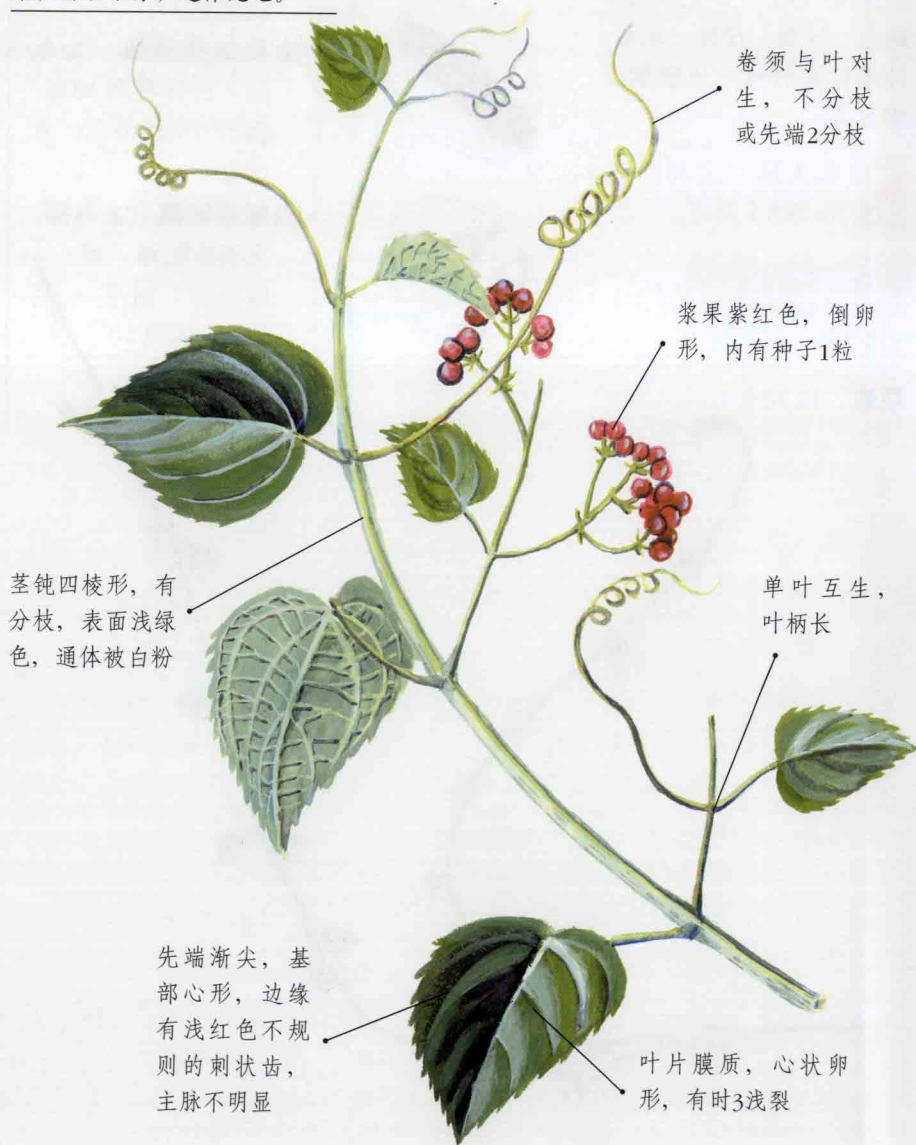 卷须与叶对
生，不分枝
或先端2分枝
浆果紫红色，倒卵
形，内有种子1粒
茎钝四棱形，有
分枝，表面浅绿
色，通体被白粉
单叶互生，
叶柄长
先端渐尖，基
部心形，边缘
有浅红色不规
则的刺状齿，
主脉不明显
叶片膜质，心状卵
形，有时3浅裂